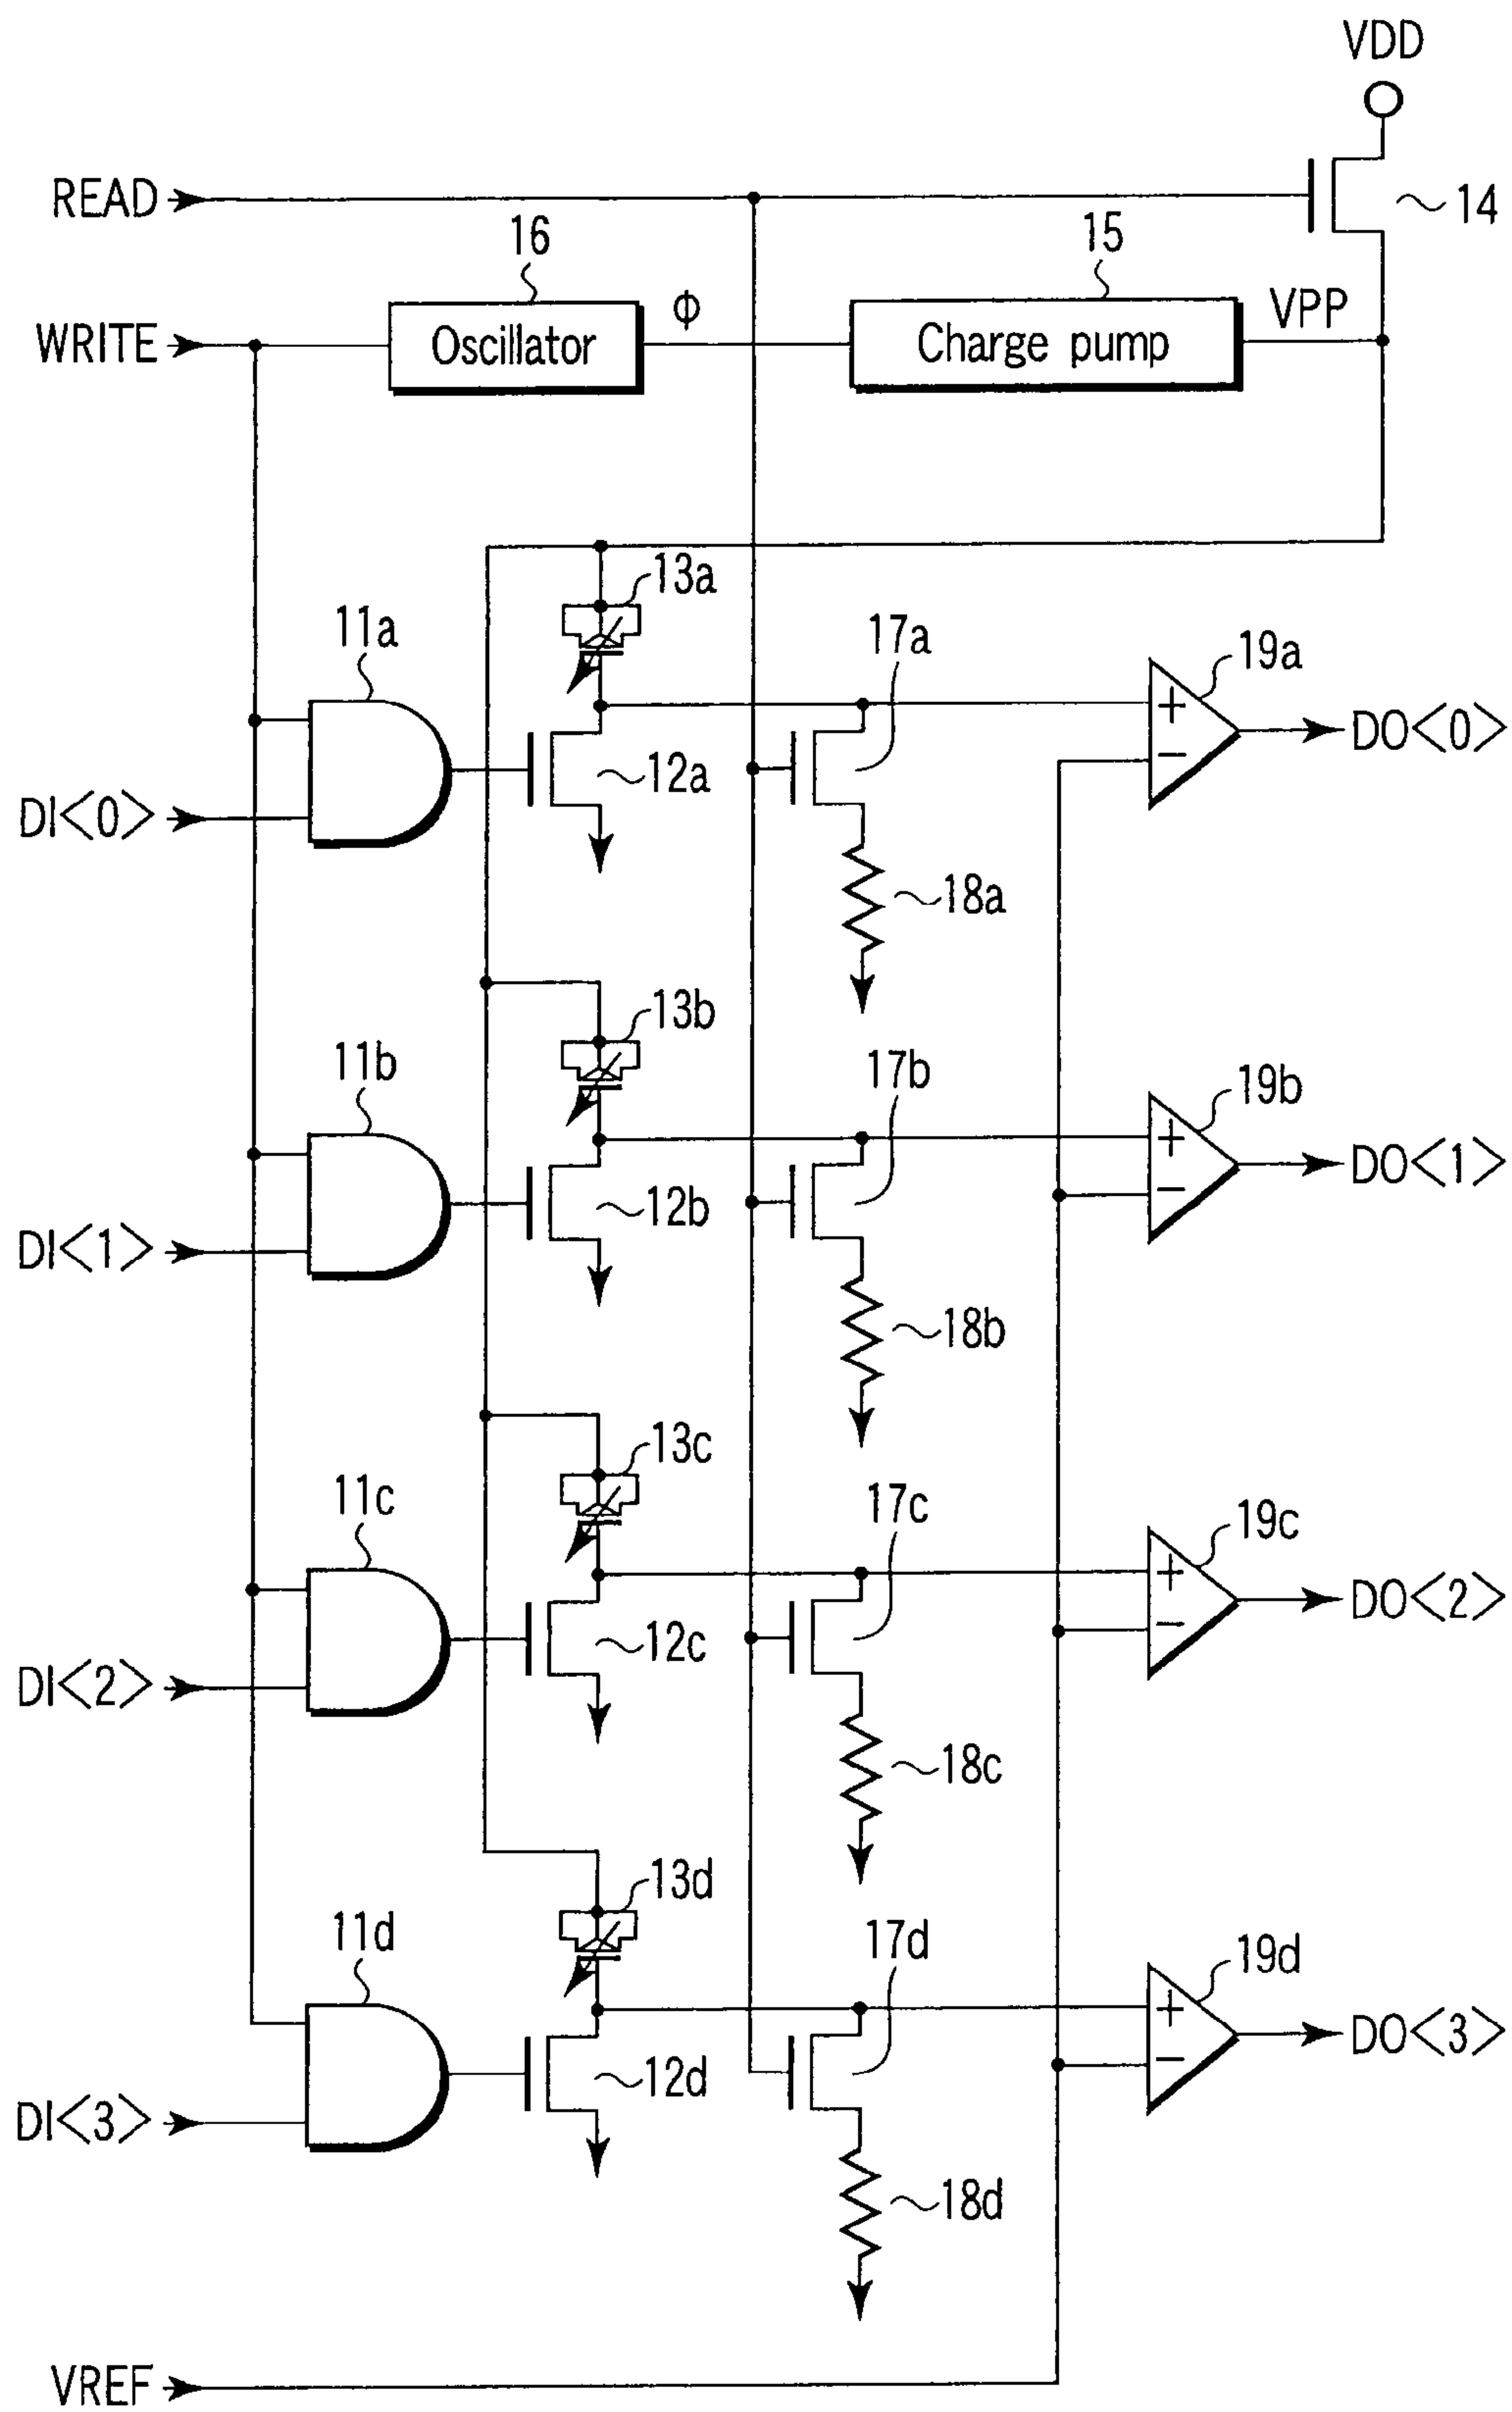 VDD
READ
14
16
15
WRITE
Oscillator
Φ
Charge pump
VPP
13a
11a
17a
19a
+
−
DO<0>
12a
DI<0>
18a
13b
11b
17b
19b
+
−
DO<1>
12b
DI<1>
18b
13c
11c
17c
19c
+
−
DO<2>
12c
DI<2>
18c
13d
11d
17d
19d
+
−
DO<3>
12d
DI<3>
18d
VREF